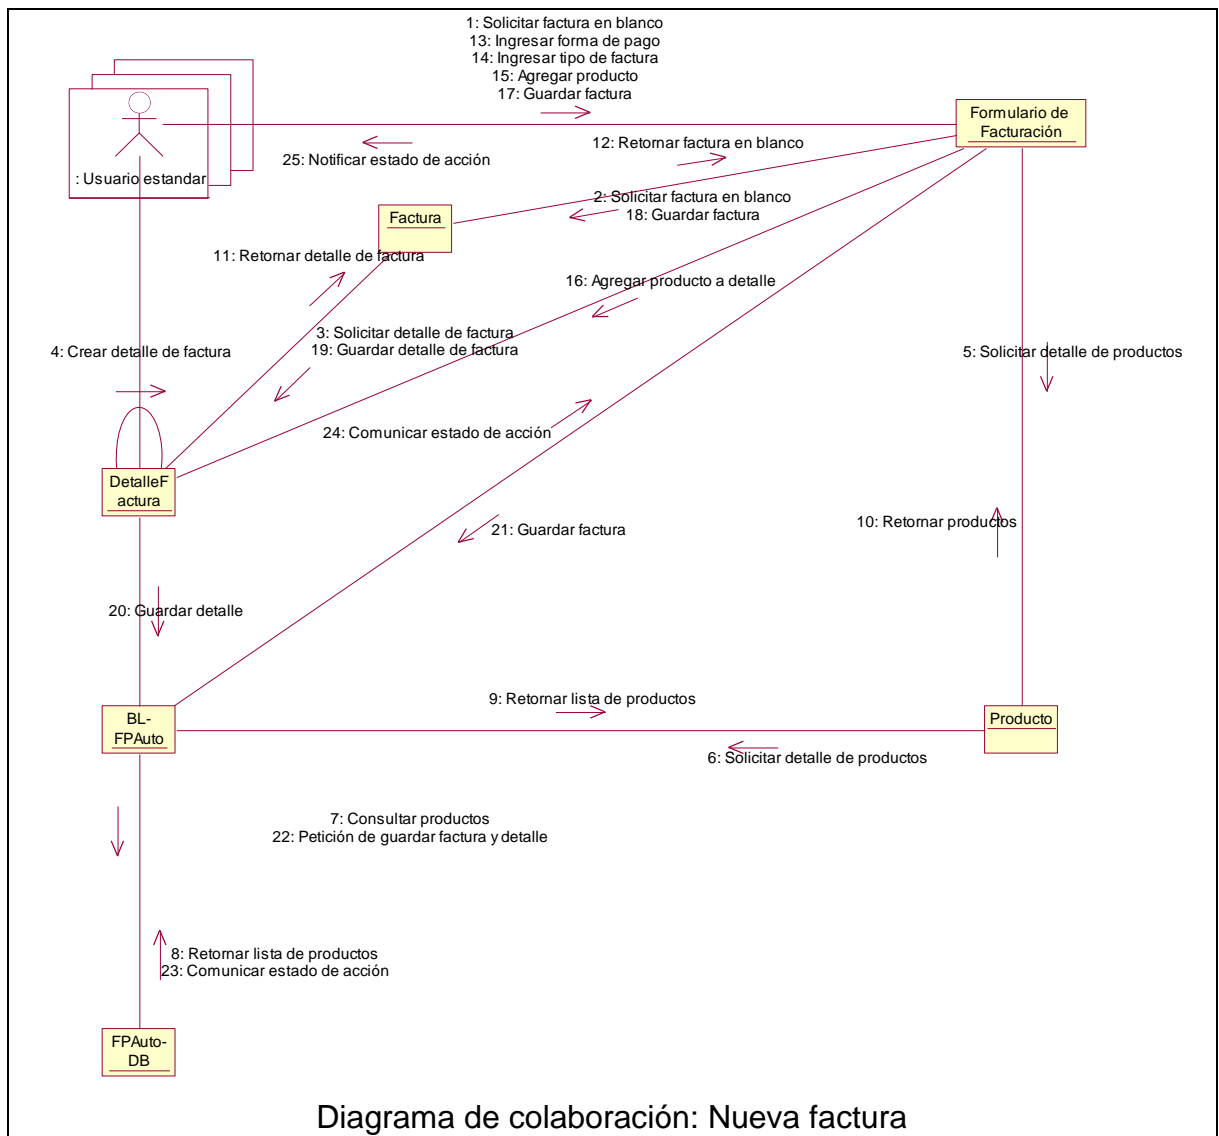 1: Solicitar factura en blanco
13: Ingresar forma de pago
14: Ingresar tipo de factura
15: Agregar producto
17: Guardar factura
Formulario de
Facturación
12: Retornar factura en blanco
25: Notificar estado de acción
: Usuario estandar
2: Solicitar factura en blanco
18: Guardar factura
Factura
11: Retornar detalle de factura
16: Agregar producto a detalle
3: Solicitar detalle de factura
19: Guardar detalle de factura
4: Crear detalle de factura
5: Solicitar detalle de productos
24: Comunicar estado de acción
DetalleF
actura
10: Retornar productos
21: Guardar factura
20: Guardar detalle
9: Retornar lista de productos
BL-
FPAuto
Producto
6: Solicitar detalle de productos
7: Consultar productos
22: Petición de guardar factura y detalle
8: Retornar lista de productos
23: Comunicar estado de acción
FPAuto-
DB
Diagrama de colaboración: Nueva factura